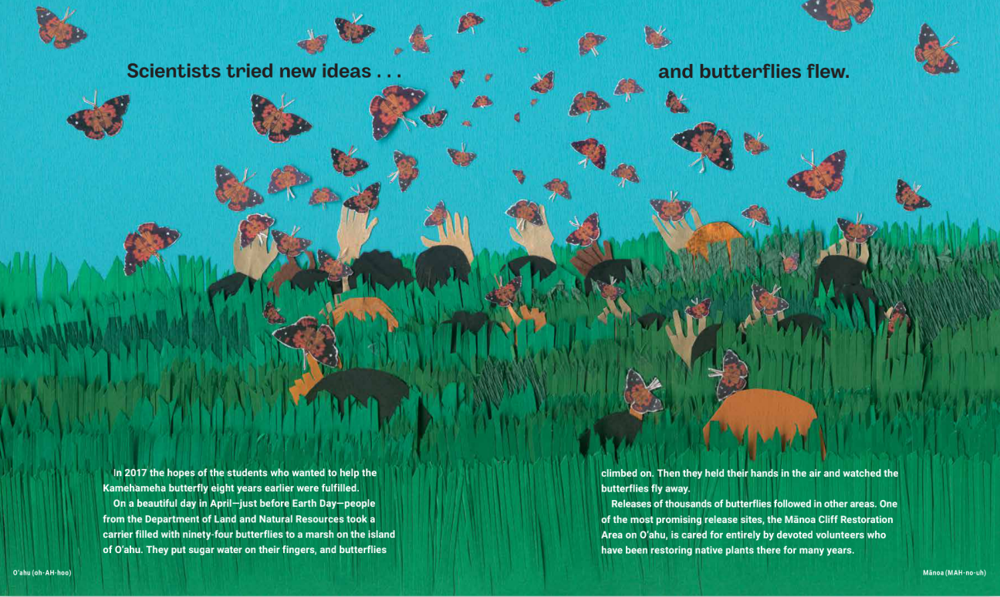 Scientists tried new ideas . . .
and butterflies flew.
In 2017 the hopes of the students who wanted to help the
Kamehameha butterfly eight years earlier were fulfilled.
On a beautiful day in April—just before Earth Day—people
from the Department of Land and Natural Resources took a
carrier filled with ninety-four butterflies to a marsh on the island
of O‘ahu. They put sugar water on their fingers, and butterflies
climbed on. Then they held their hands in the air and watched the
butterflies fly away.
Releases of thousands of butterflies followed in other areas. One
of the most promising release sites, the Mānoa Cliff Restoration
Area on O‘ahu, is cared for entirely by devoted volunteers who
have been restoring native plants there for many years.
O‘ahu (oh-AH-hoo)
Mānoa (MAH-no-uh)